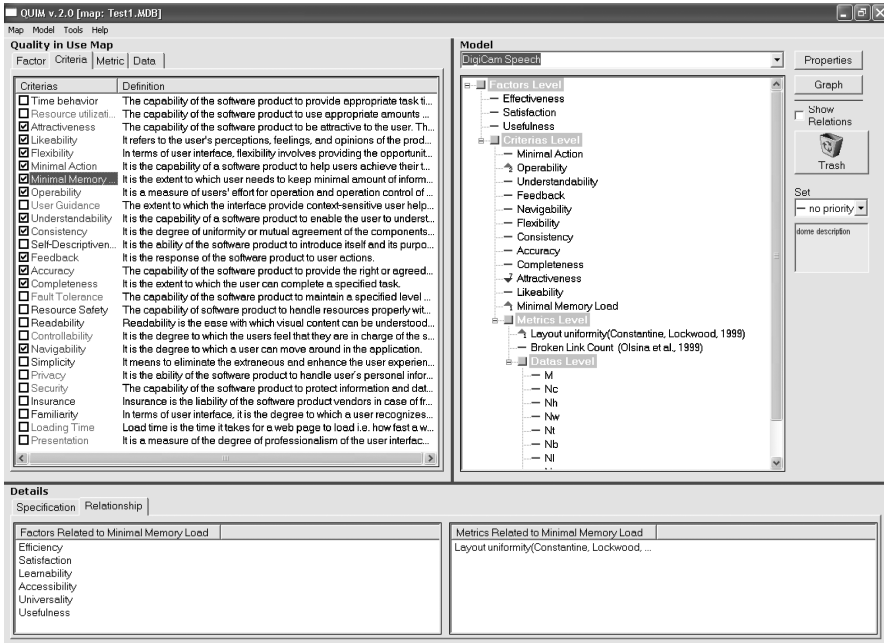 QUIM v. 2.0 [map: Test1.MDB]
Map Model Tools Help
Quality in Use Map
Factor Criteria Metric Data
Criterias Definition
Time behavior The capability of the software product to provide appropriate task ti...
Resource utilizati... The capability of the software product to use appropriate amounts ...
Attractiveness The capability of the software product to be attractive to the user. Th...
Likeability It refers to the user's perceptions, feelings, and opinions of the prod...
Flexibility In terms of user interface, flexibility involves providing the opportunit...
Minimal Action It is the capability of a software product to help users achieve their t...
Minimal Memory ... It is the extent to which user needs to keep minimal amount of inform...
Operability It is a measure of users' effort for operation and operation control of ...
User Guidance The extent to which the interface provide context-sensitive user help...
Understandability It is the capability of a software product to enable the user to underst...
Consistency It is the degree of uniformity or mutual agreement of the components...
Self-Descriptiven... It is the ability of the software product to introduce itself and its purpo...
Feedback It is the response of the software product to user actions.
Accuracy The capability of the software product to provide the right or agreed...
Completeness It is the extent to which the user can complete a specified task.
Fault Tolerance The capability of the software product to maintain a specified level ...
Resource Safety The capability of software product to handle resources properly wit...
Readability Readability is the ease with which visual content can be understood...
Controllability It is the degree to which the users feel that they are in charge of the s...
Navigability It is the degree to which a user can move around in the application.
Simplicity It means to eliminate the extraneous and enhance the user experien...
Privacy It is the ability of the software product to handle user's personal infor...
Security The capability of the software product to protect information and dat...
Insurance Insurance is the liability of the software product vendors in case of fr...
Familiarity In terms of user interface, it is the degree to which a user recognizes...
Loading Time Load time is the time it takes for a web page to load i.e. how fast a w...
Presentation It is a measure of the degree of professionalism of the user interfac...
Model
DigiCam Speech
Factors Level
Effectiveness
Satisfaction
Usefulness
Criterias Level
Minimal Action
Operability
Understandability
Feedback
Navigability
Flexibility
Consistency
Accuracy
Completeness
Attractiveness
Likeability
Minimal Memory Load
Metrics Level
Layout uniformity(Constantine, Lockwood, 1999)
Broken Link Count (Olsina et al., 1999)
Datas Level
M
Nc
Nh
Nw
Nt
Nb
Nl
Properties
Graph
Show
Relations
Trash
Set
no priority
dome description
Details
Specification Relationship
Factors Related to Minimal Memory Load
Efficiency
Satisfaction
Learnability
Accessibility
Universality
Usefulness
Metrics Related to Minimal Memory Load
Layout uniformity(Constantine, Lockwood, ...